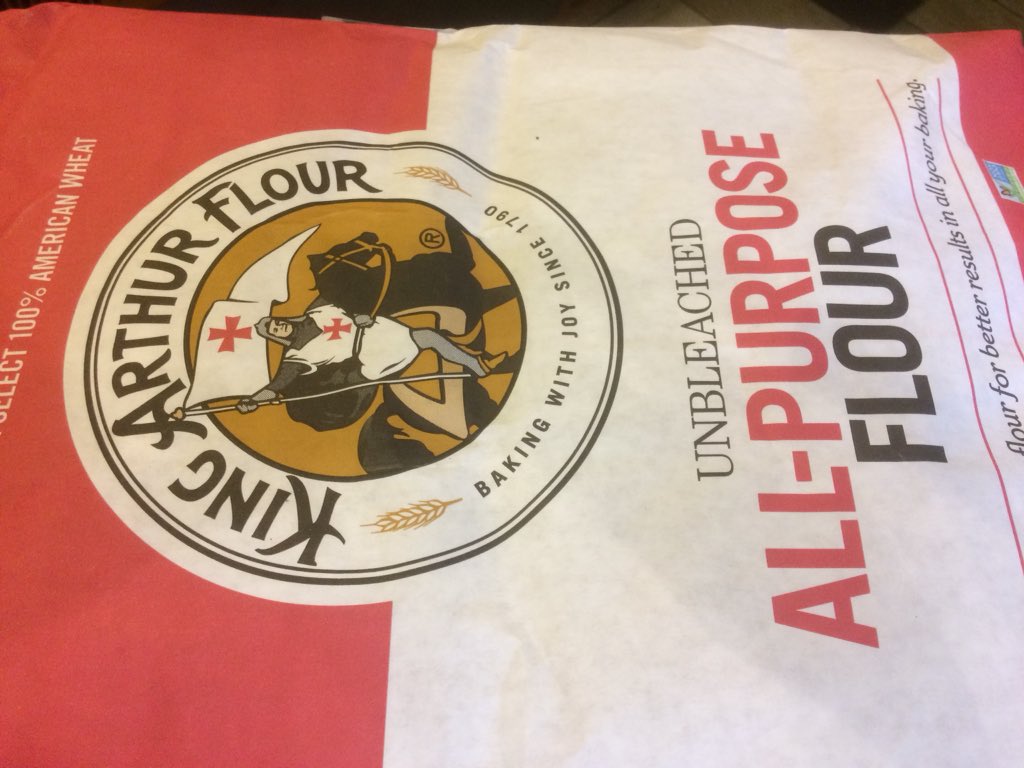 SELECT 100% AMERICAN WHEAT
KING ARTHUR FLOUR
®
BAKING WITH JOY SINCE 1790
UNBLEACHED
ALL-PURPOSE
FLOUR
flour for better results in all your baking.